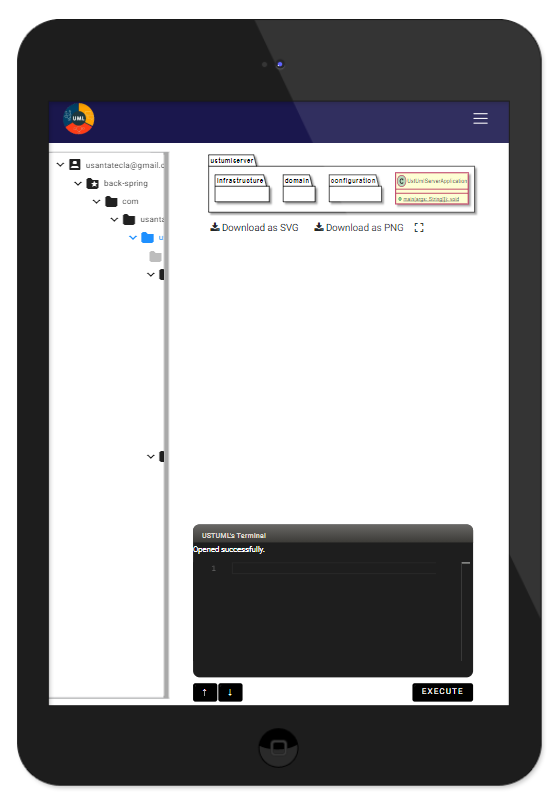 UML
usantatecla@gmail.c
back-spring
com
usanta
u
ustumlserver
infrastructure
domain
configuration
C UstUmlServerApplication
main(args: String[]): void
Download as SVG
Download as PNG
USTUML's Terminal
Opened successfully.
1
↑
↓
EXECUTE